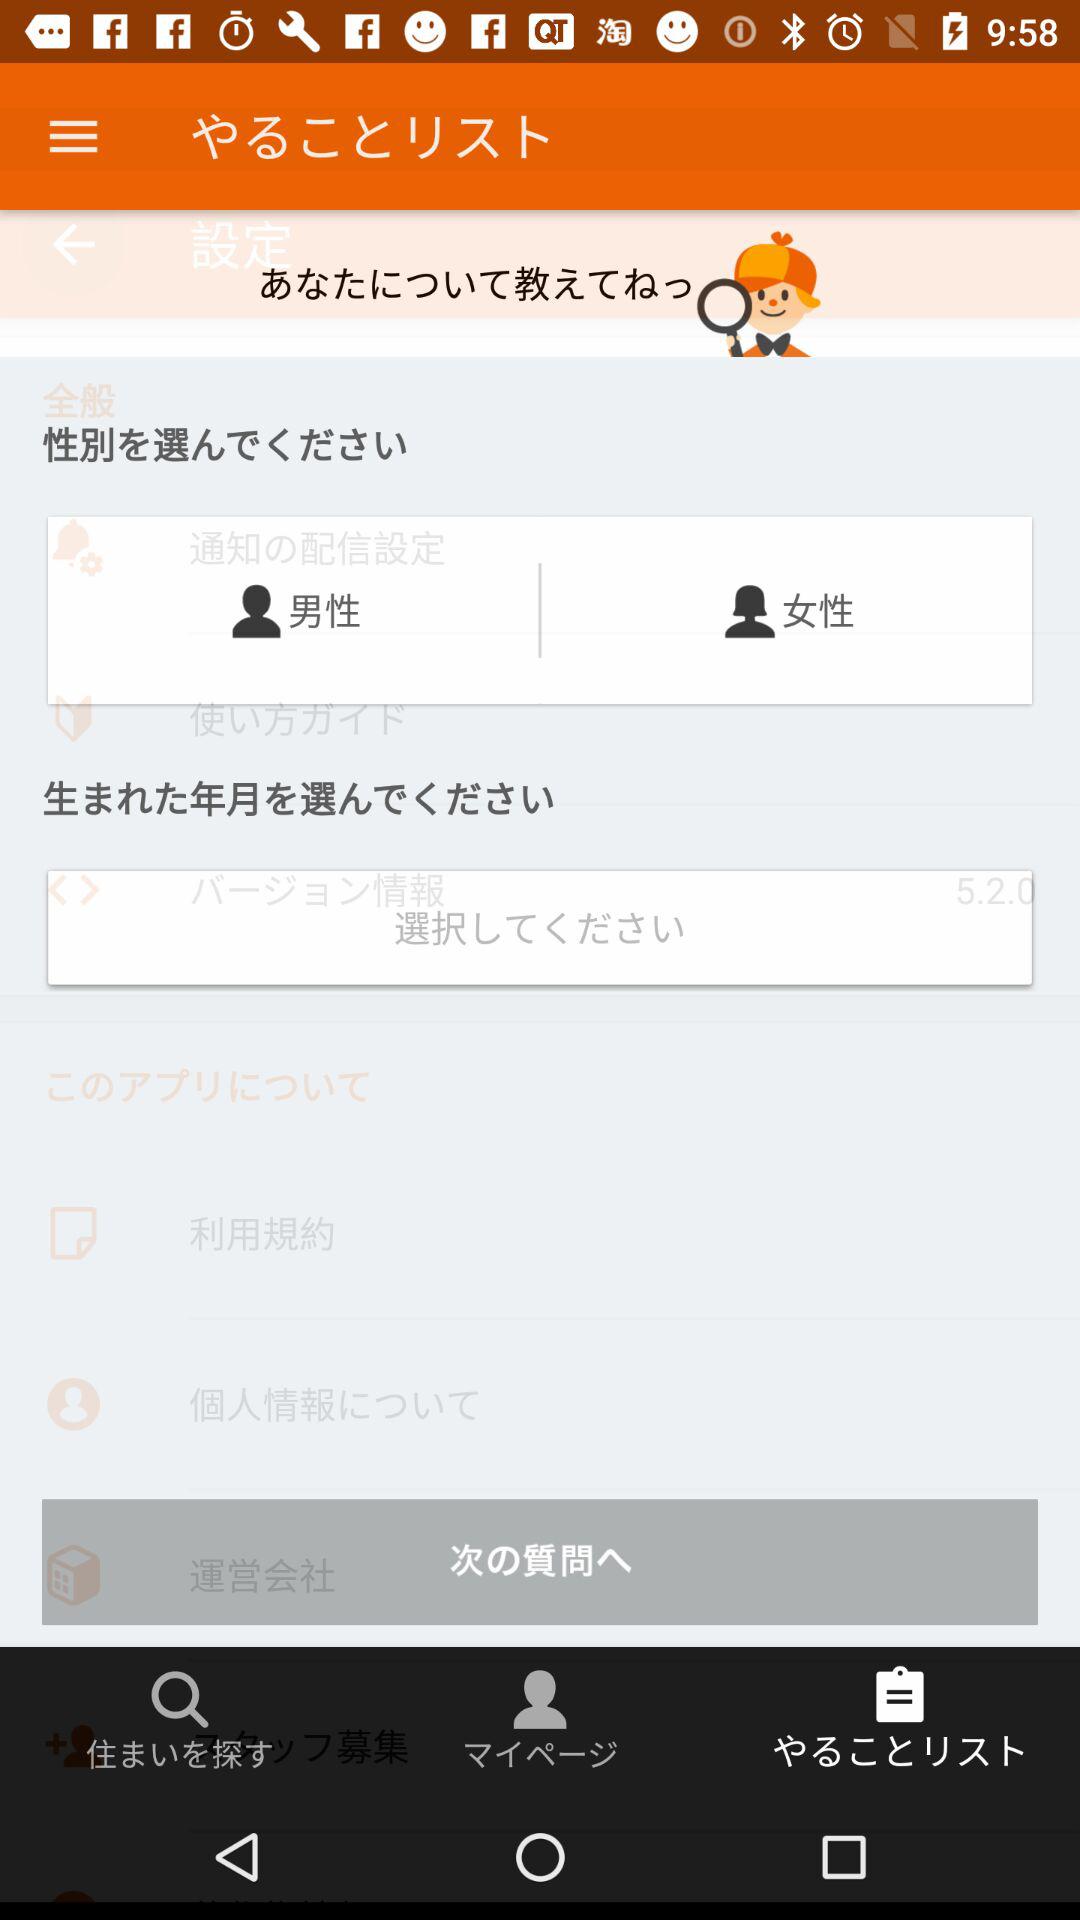 9:58
やることリスト
設定
あなたについて教えてねっ
全般
性別を選んでください
通知の配信設定
男性
女性
使い方ガイド
生まれた年月を選んでください
バージョン情報 5.2.0
選択してください
このアプリについて
利用規約
個人情報について
次の質問へ
運営会社
スタッフ募集
住まいを探す
マイページ
やることリスト